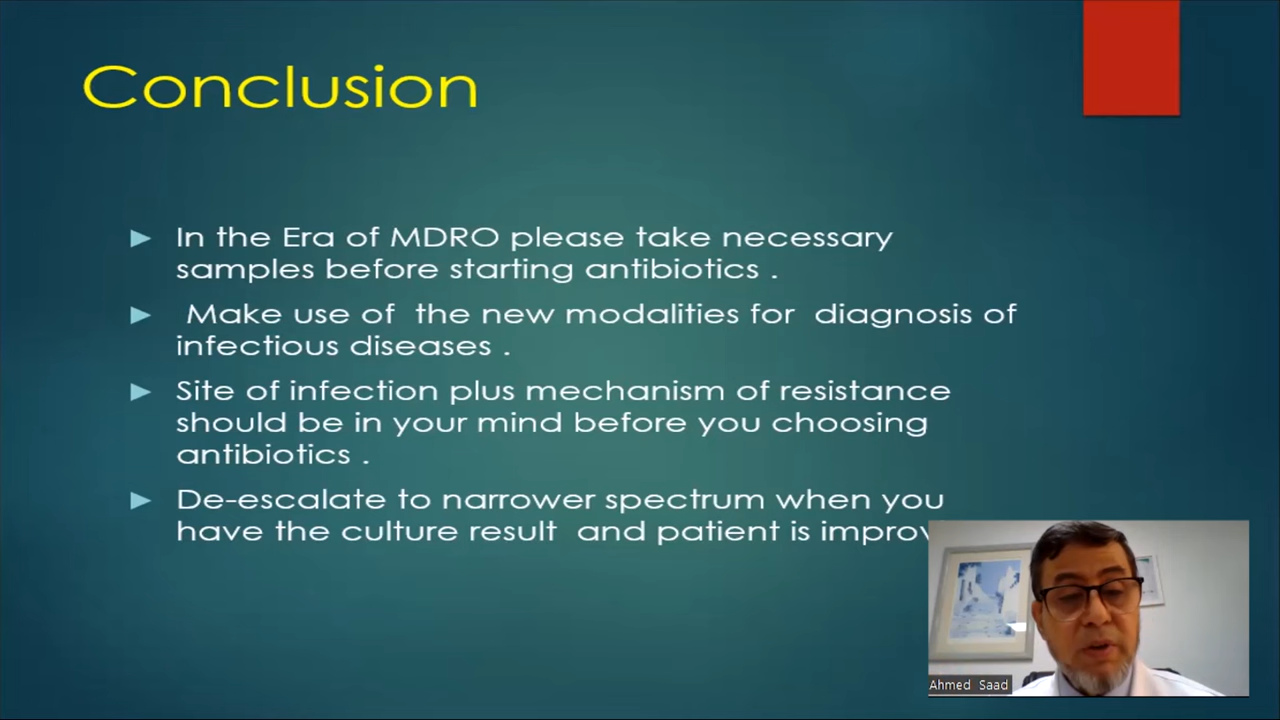 Conclusion
In the Era of MDRO please take necessary
samples before starting antibiotics .
Make use of the new modalities for diagnosis of
infectious diseases .
Site of infection plus mechanism of resistance
should be in your mind before you choosing
antibiotics .
De-escalate to narrower spectrum when you
have the culture result and patient is
Ahmed Saad